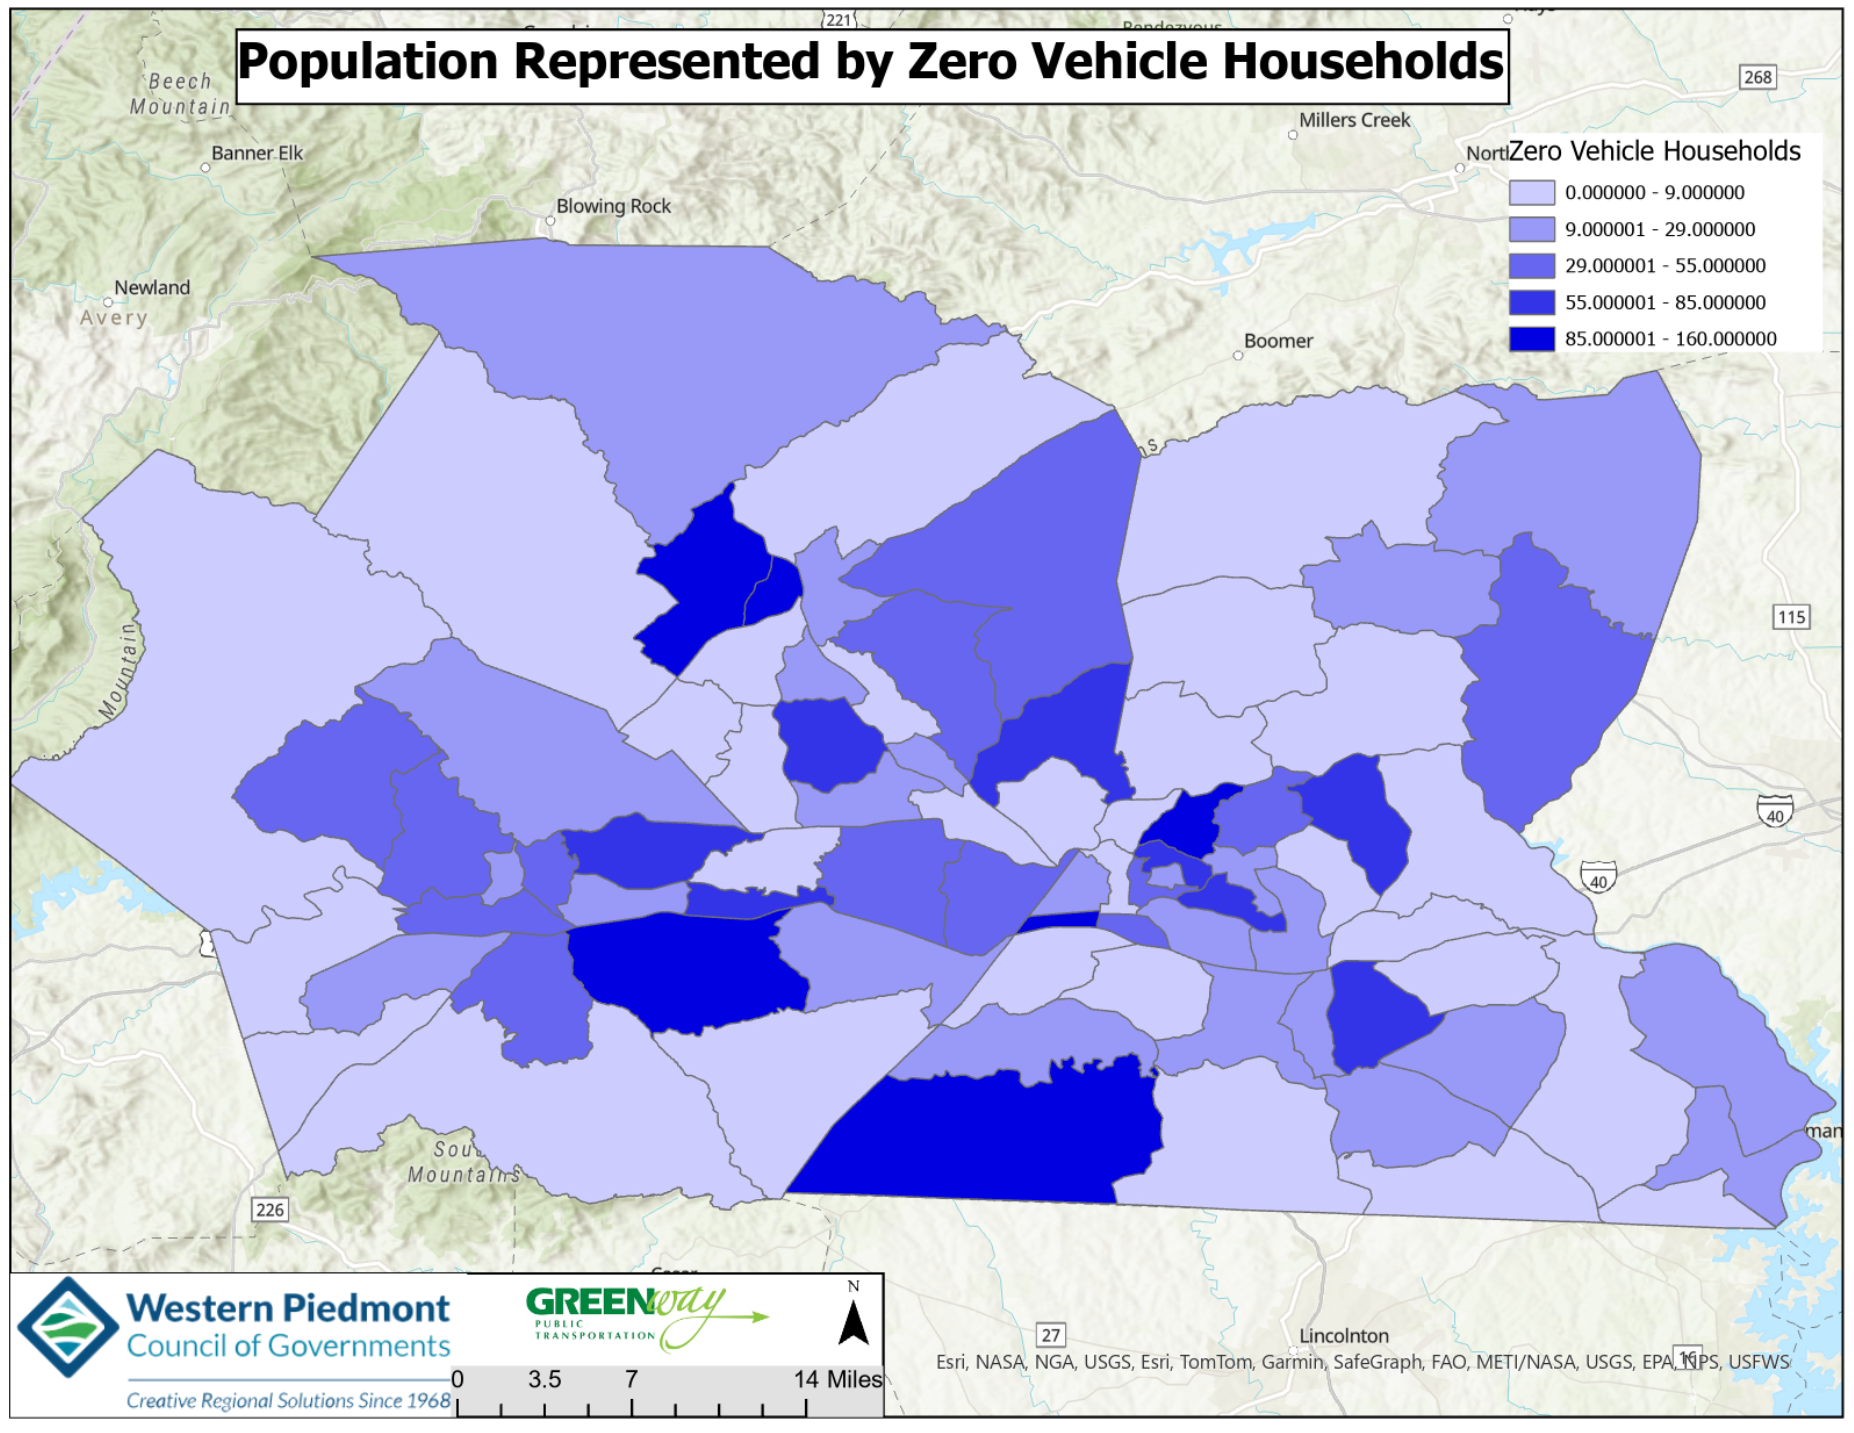 221
Population Represented by Zero Vehicle Households
Beech
Mountain
268
Millers Creek
Banner Elk
Zero Vehicle Households
0.000000 - 9.000000
9.000001 - 29.000000
29.000001 - 55.000000
55.000001 - 85.000000
85.000001 - 160.000000
Blowing Rock
Newland
Avery
Boomer
115
Mountain
40
40
South
Mountains
226
Western Piedmont
Council of Governments
Creative Regional Solutions Since 1968
GREENway
PUBLIC
TRANSPORTATION
N
0 3.5 7 14 Miles
27
Lincolnton
16
Esri, NASA, NGA, USGS, Esri, TomTom, Garmin, SafeGraph, FAO, METI/NASA, USGS, EPA, NPS, USFWS